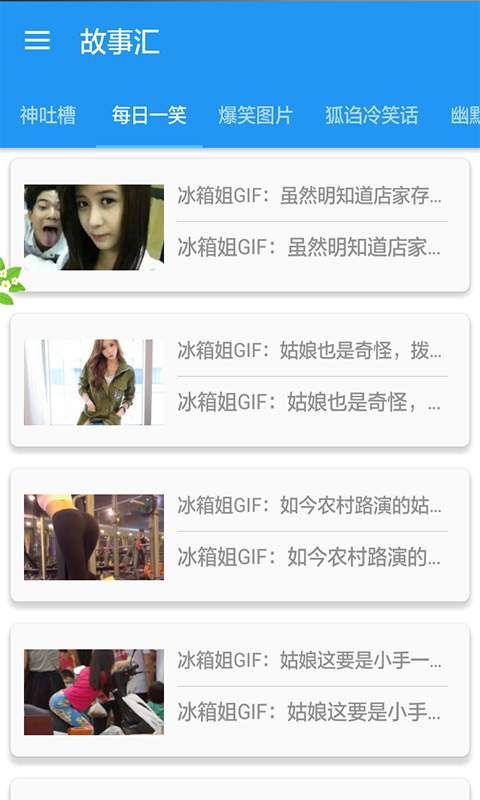 故事汇
神吐槽 每日一笑 爆笑图片 狐诌冷笑话 幽默
冰箱姐GIF：虽然明知道店家存...
冰箱姐GIF：虽然明知道店家...
冰箱姐GIF：姑娘也是奇怪，拨...
冰箱姐GIF：姑娘也是奇怪，...
冰箱姐GIF：如今农村路演的姑...
冰箱姐GIF：如今农村路演的...
冰箱姐GIF：姑娘这要是小手一...
冰箱姐GIF：姑娘这要是小手...